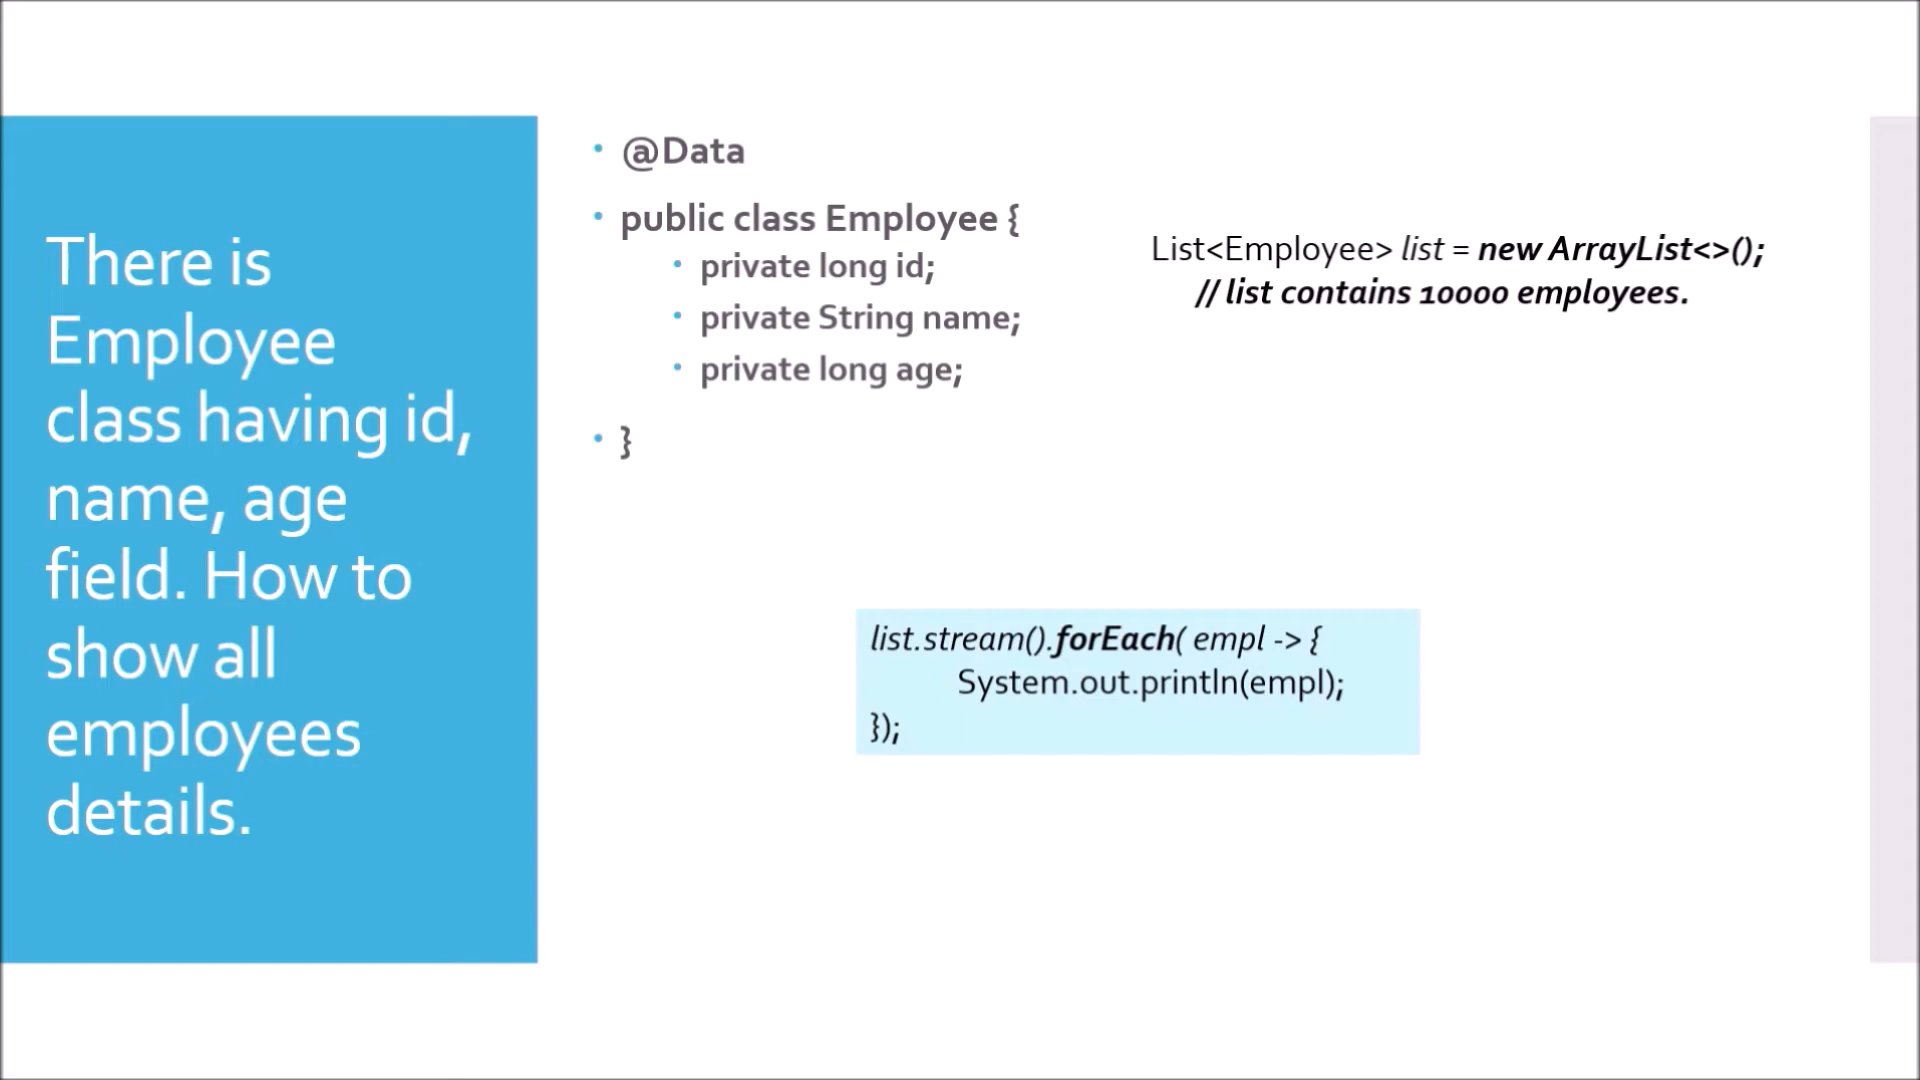 There is
Employee
class having id,
name, age
field. How to
show all
employees
details.
• @Data
• public class Employee {
• private long id;
• private String name;
• private long age;
• }
List<Employee> list = new ArrayList<>();
// list contains 10000 employees.
list.stream().forEach( empl -> {
System.out.println(empl);
});